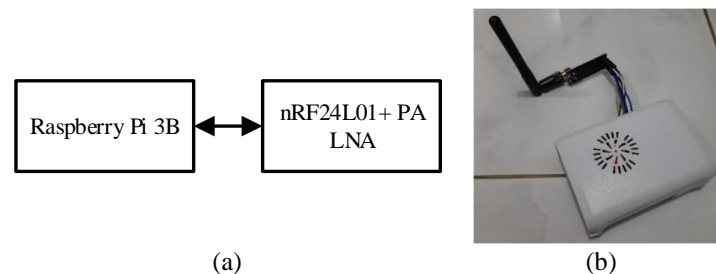 Raspberry Pi 3B
nRF24L01+ PA
LNA
(a)
(b)